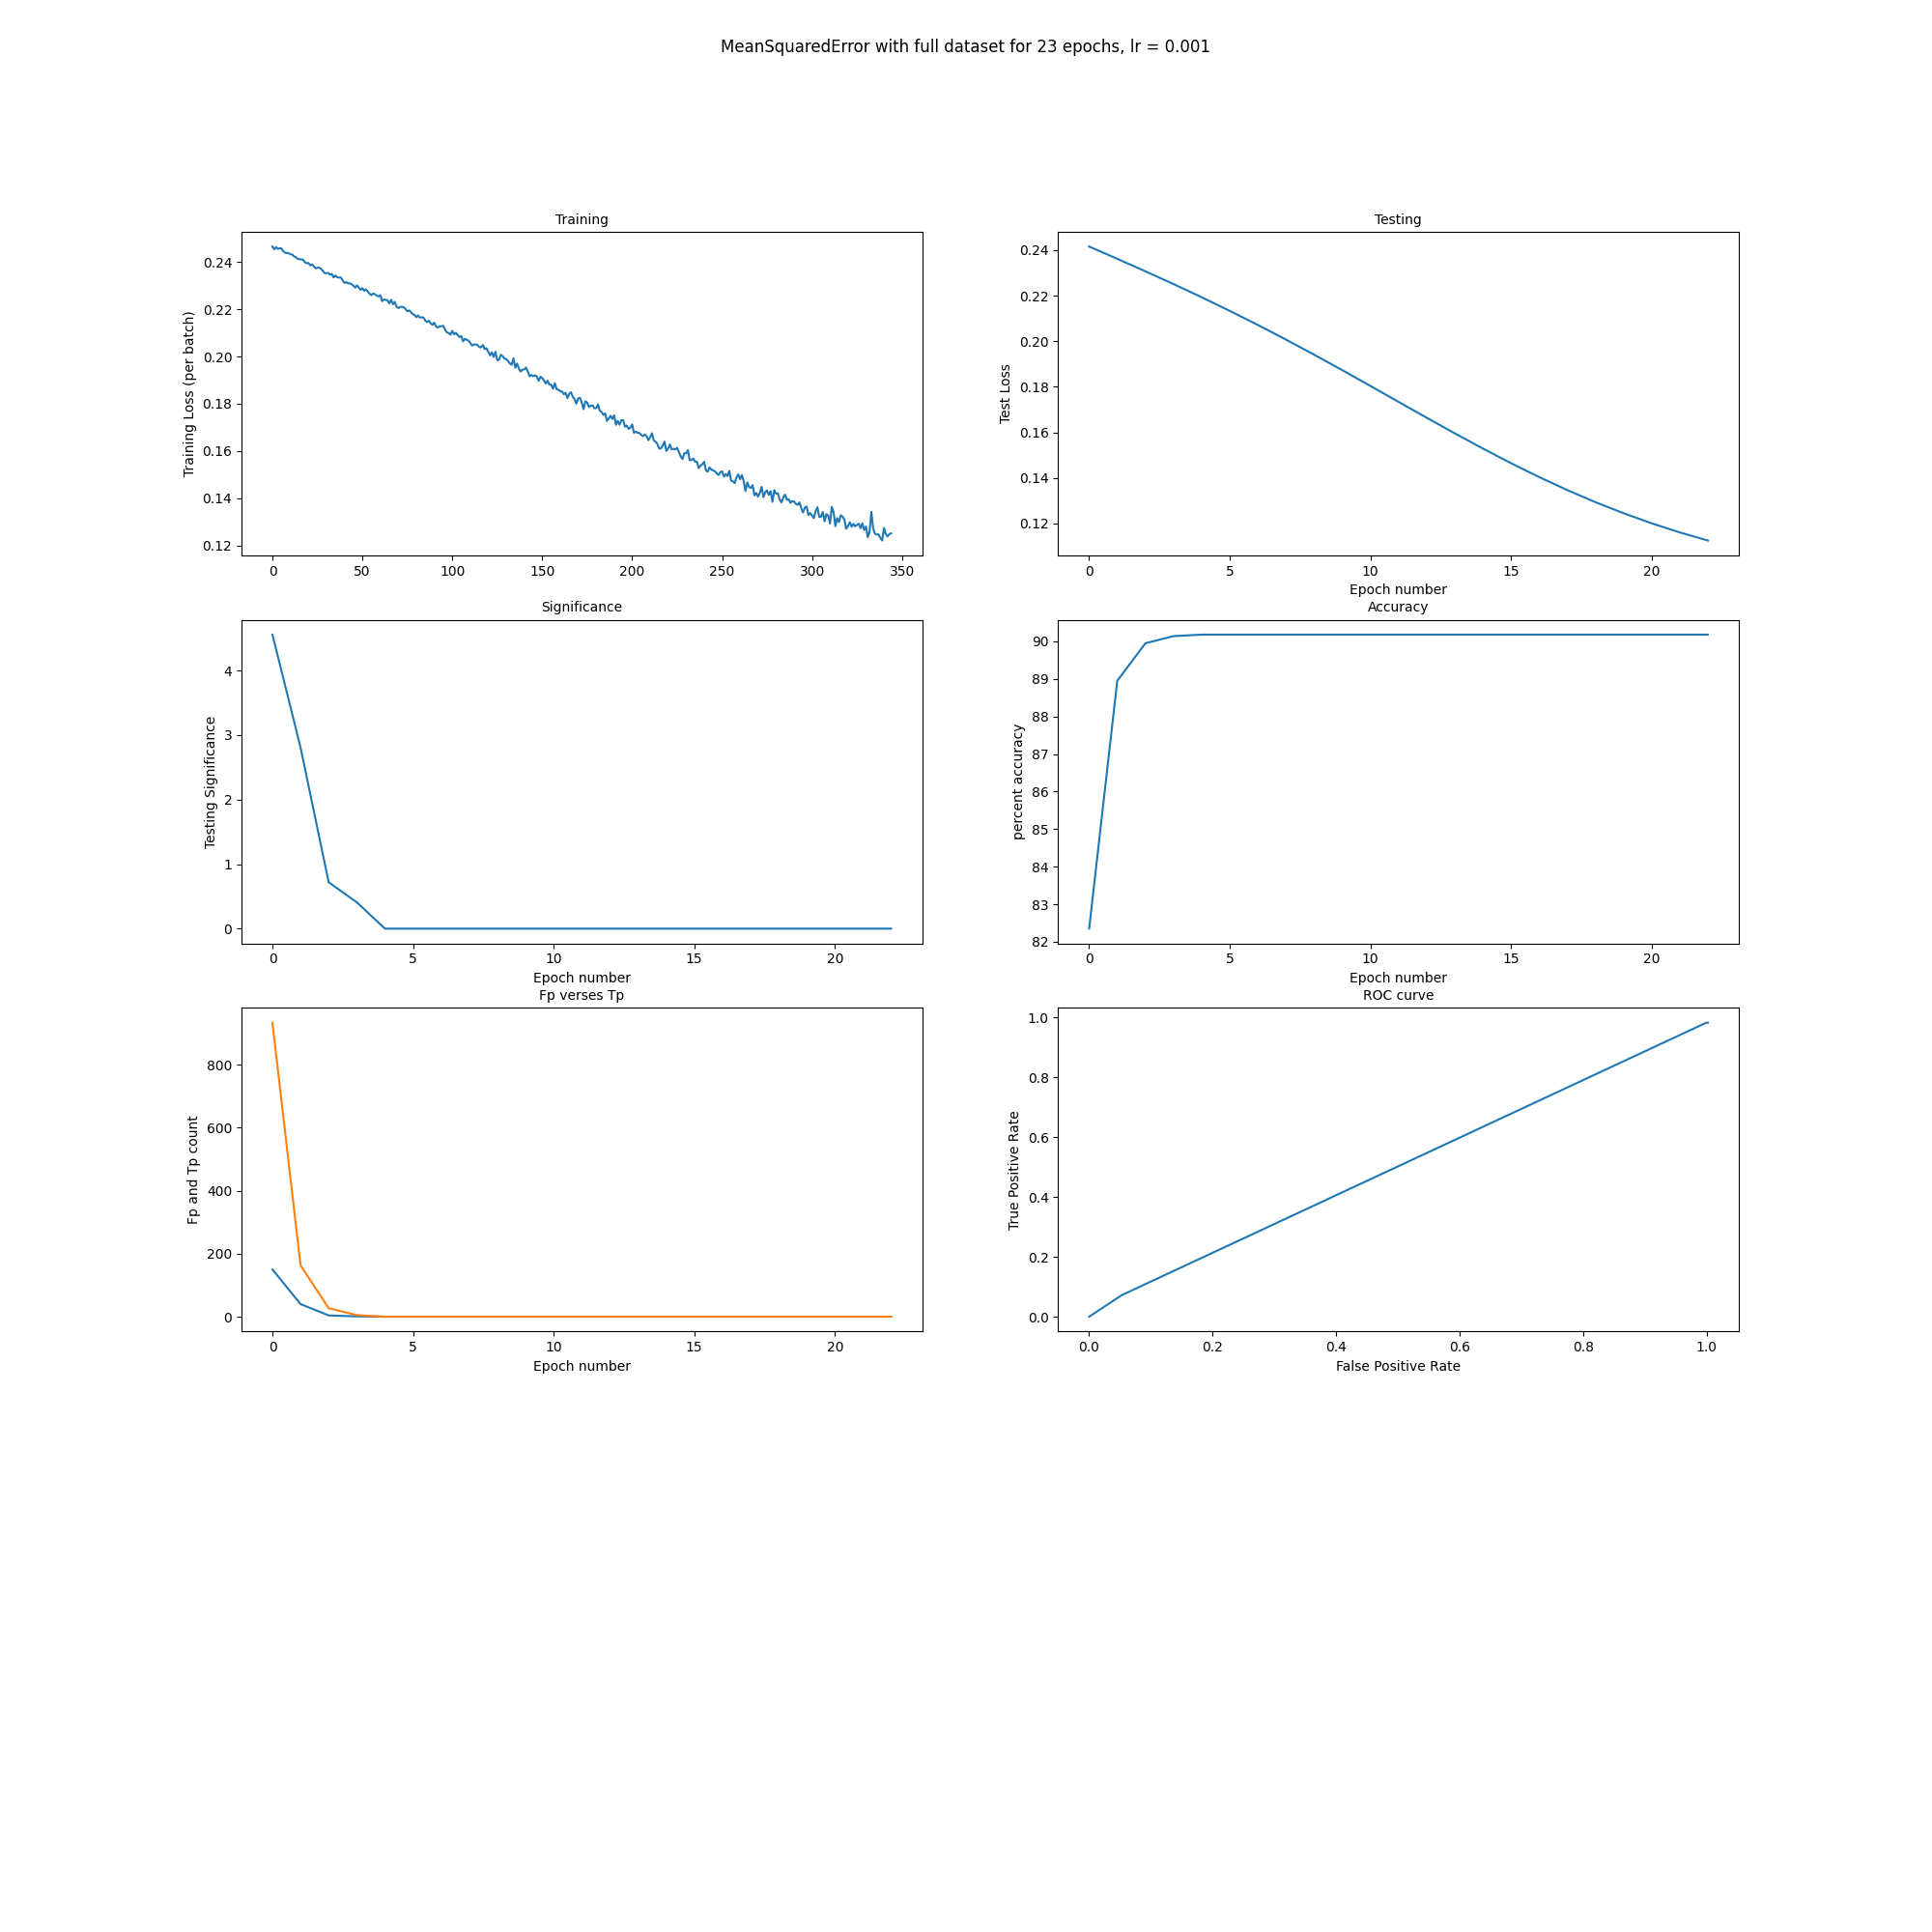 MeanSquaredError with full dataset for 23 epochs, lr = 0.001
Training
Training Loss (per batch)
0.24
0.22
0.20
0.18
0.16
0.14
0.12
0 50 100 150 200 250 300 350
Testing
Test Loss
0.24
0.22
0.20
0.18
0.16
0.14
0.12
0 5 10 15 20
Epoch number
Significance
Testing Significance
4
3
2
1
0
0 5 10 15 20
Epoch number
Accuracy
percent accuracy
90
89
88
87
86
85
84
83
82
0 5 10 15 20
Epoch number
Fp verses Tp
Fp and Tp count
800
600
400
200
0
0 5 10 15 20
Epoch number
ROC curve
True Positive Rate
1.0
0.8
0.6
0.4
0.2
0.0
0.0 0.2 0.4 0.6 0.8 1.0
False Positive Rate